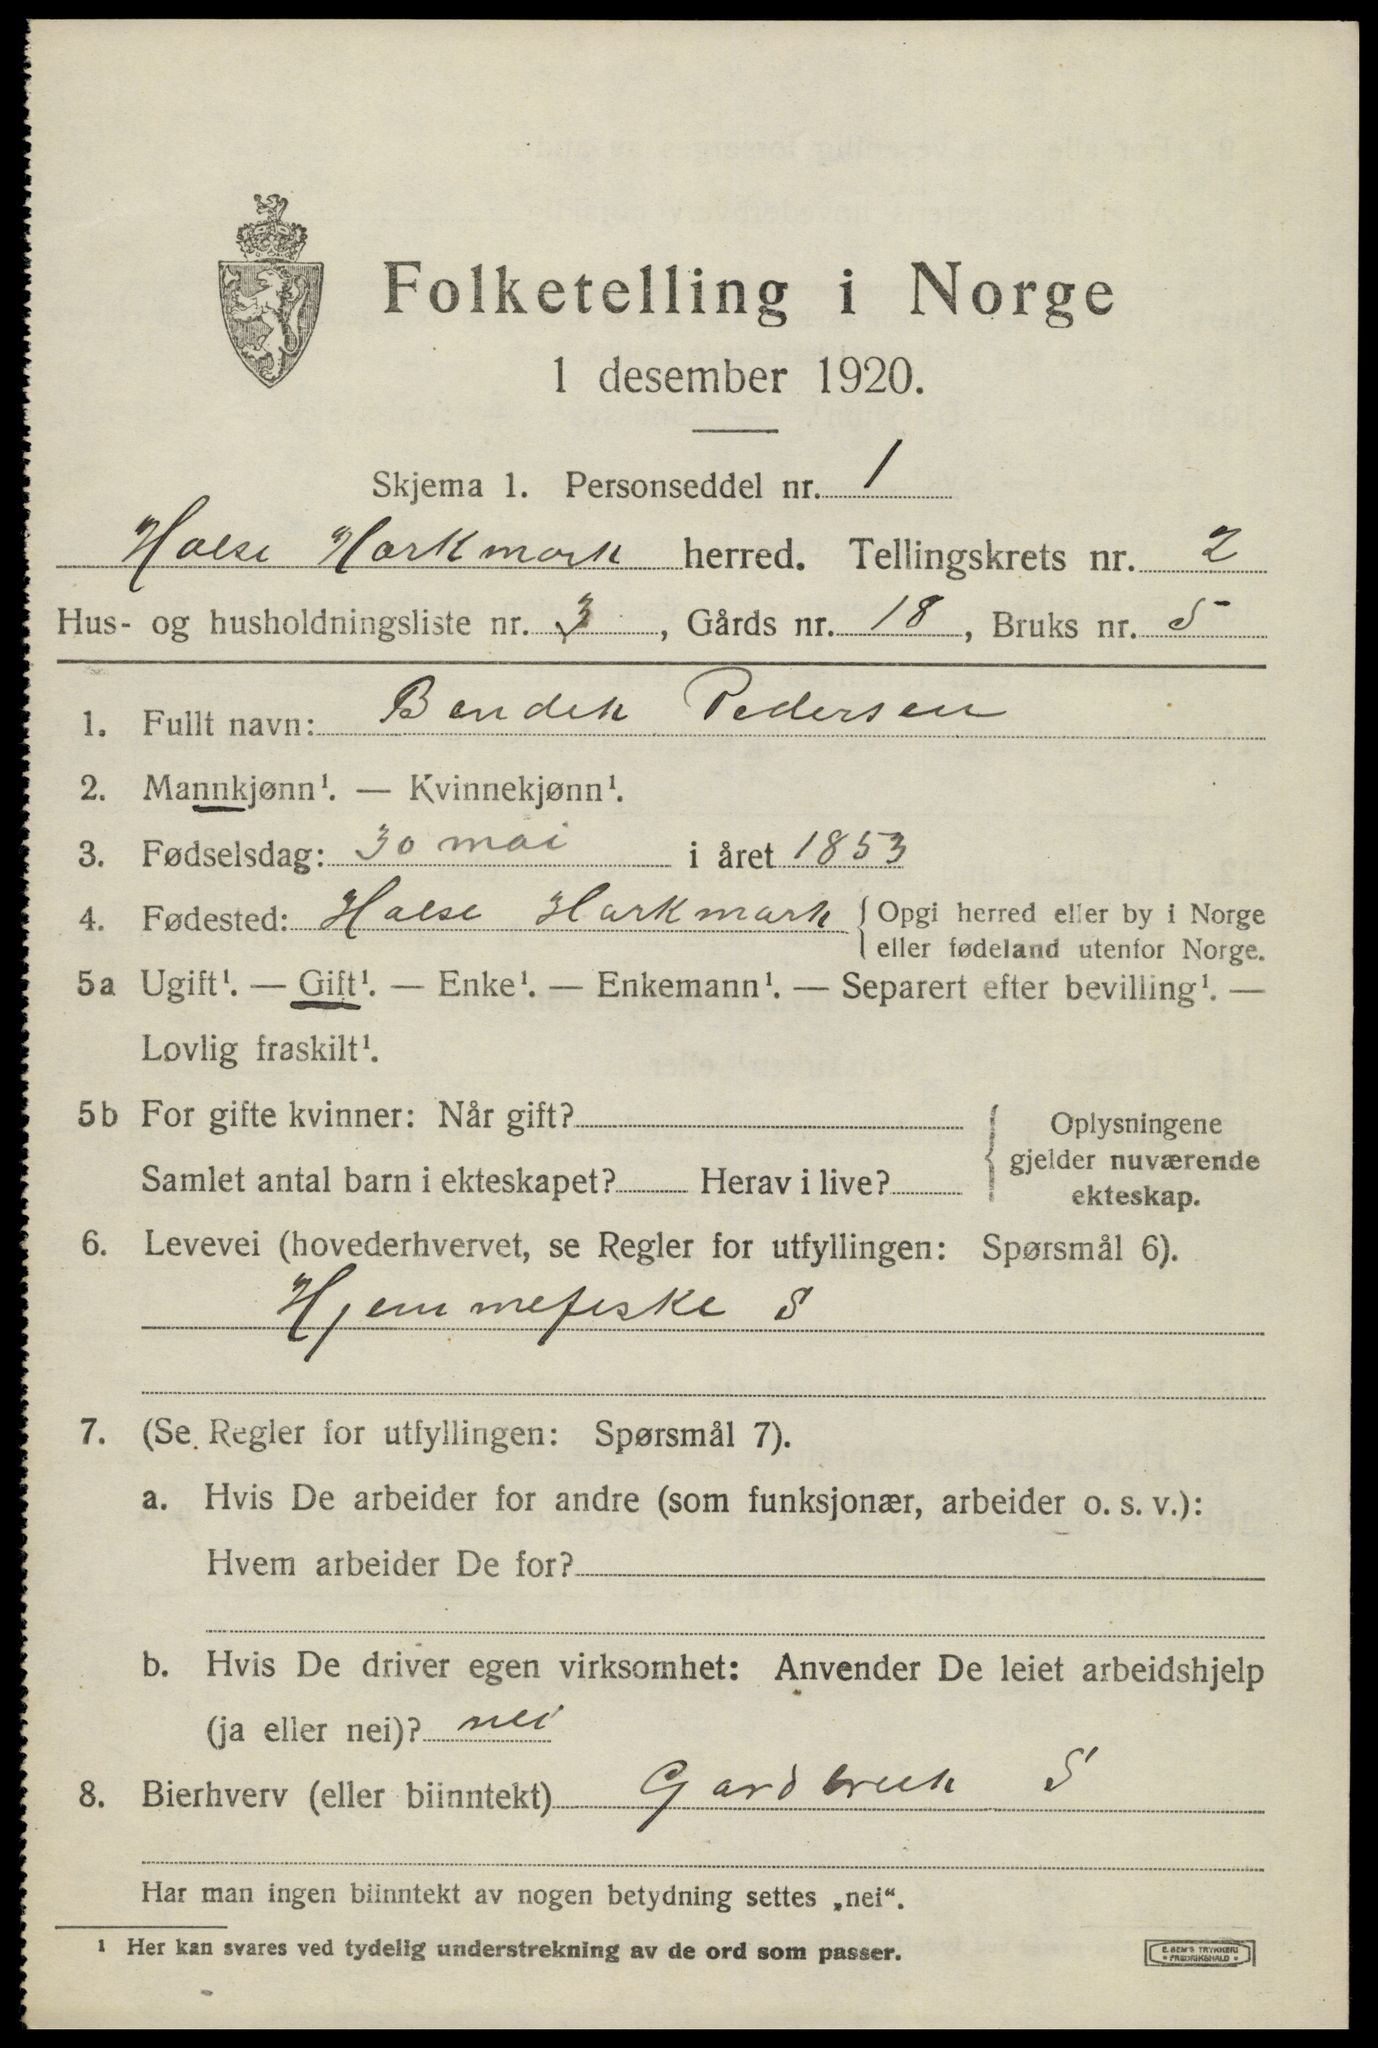 Folketelling i Norge
1 desember 1920.
Skjema 1. Personseddel nr. 1
Halse Harkmark herred. Tellingskrets nr. 2
Hus- og husholdningsliste nr. 3, Gårds nr. 18, Bruks nr. 5
1. Fullt navn: Bendik Pedersen
2. Mannkjønn¹. — Kvinnekjønn¹.
3. Fødselsdag: 30 mai i året 1853
4. Fødested: Halse Harkmark { Opgi herred eller by i Norge
eller fødeland utenfor Norge.
5a Ugift¹. — Gift¹. — Enke¹. — Enkemann¹. — Separert efter bevilling¹. —
Lovlig fraskilt¹.
5b For gifte kvinner: Når gift?
Samlet antal barn i ekteskapet? Herav i live?
Oplysningene
gjelder nuværende
ekteskap.
6. Levevei (hovederhvervet, se Regler for utfyllingen: Spørsmål 6).
Hjemmefiske S
7. (Se Regler for utfyllingen: Spørsmål 7).
a. Hvis De arbeider for andre (som funksjonær, arbeider o. s. v.):
Hvem arbeider De for?
b. Hvis De driver egen virksomhet: Anvender De leiet arbeidshjelp
(ja eller nei)? nei
8. Bierhverv (eller biinntekt) Gardbruk S
Har man ingen biinntekt av nogen betydning settes „nei“.
¹ Her kan svares ved tydelig understrekning av de ord som passer.
E. SEM'S TRYKKERI
FREDRIKSHALD